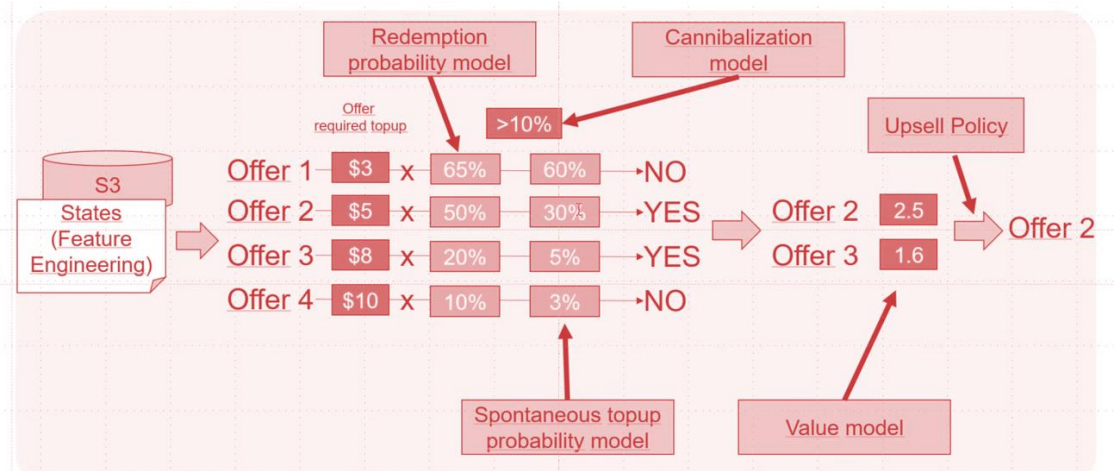 Redemption
probability model
Cannibalization
model
Offer
required topup
>10%
Upsell Policy
S3
States
(Feature
Engineering)
Offer 1 $3 x 65% 60% NO
Offer 2 $5 x 50% 30% YES
Offer 3 $8 x 20% 5% YES
Offer 4 $10 x 10% 3% NO
Offer 2 2.5
Offer 3 1.6
Offer 2
Spontaneous topup
probability model
Value model